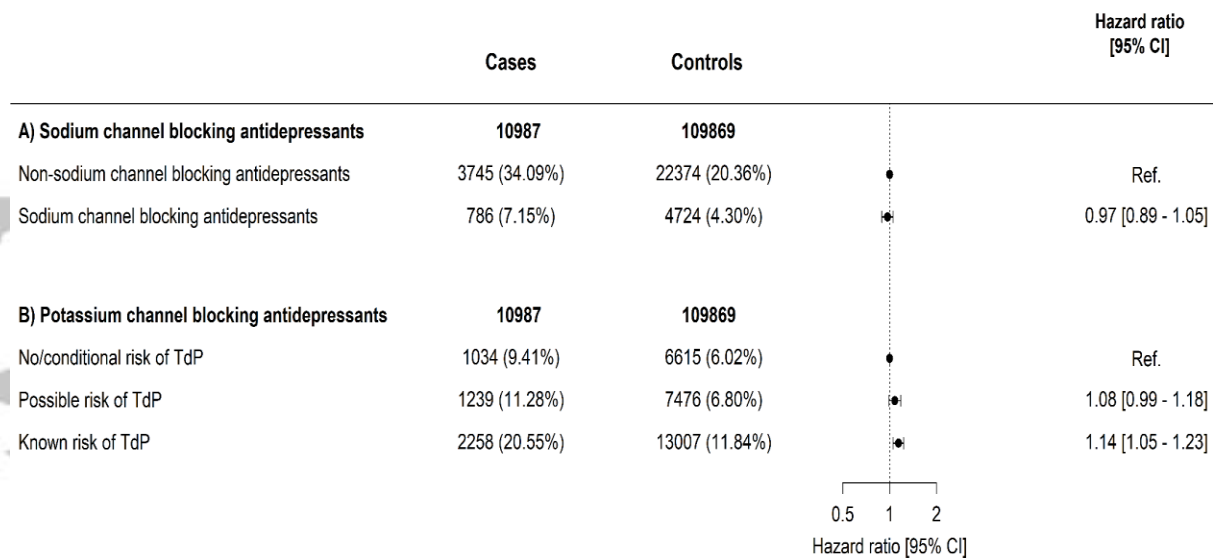 Hazard ratio
[95% CI]
Cases Controls
A) Sodium channel blocking antidepressants 10987 109869
Non-sodium channel blocking antidepressants 3745 (34.09%) 22374 (20.36%) Ref.
Sodium channel blocking antidepressants 786 (7.15%) 4724 (4.30%) 0.97 [0.89 - 1.05]
B) Potassium channel blocking antidepressants 10987 109869
No/conditional risk of TdP 1034 (9.41%) 6615 (6.02%) Ref.
Possible risk of TdP 1239 (11.28%) 7476 (6.80%) 1.08 [0.99 - 1.18]
Known risk of TdP 2258 (20.55%) 13007 (11.84%) 1.14 [1.05 - 1.23]
0.5 1 2
Hazard ratio [95% CI]